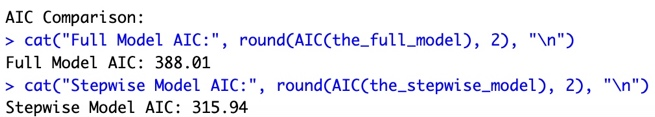 AIC Comparison:
> cat("Full Model AIC:", round(AIC(the_full_model), 2), "\n")
Full Model AIC: 388.01
> cat("Stepwise Model AIC:", round(AIC(the_stepwise_model), 2), "\n")
Stepwise Model AIC: 315.94